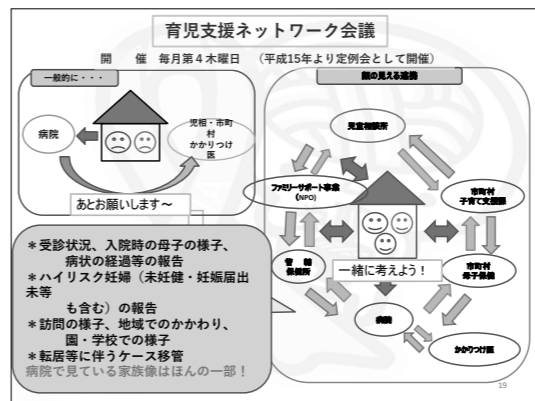 育児支援ネットワーク会議
開　催　毎月第４木曜日　（平成15年より定例会として開催）
一般的に・・・
病院
児相・市町
村
かかりつけ
医
あとお願いします～
＊受診状況、入院時の母子の様子、
病状の経過等の報告
＊ハイリスク妊婦（未妊健・妊娠届出
未等
も含む）の報告
＊訪問の様子、地域でのかかわり、
園・学校での様子
＊転居等に伴うケース移管
病院で見ている家族像はほんの一部！
顔の見える連携
児童相談所
ファミリーサポート事業
（NPO）
市町村
子育て支援課
管轄
保健所
一緒に考えよう！
市町村
母子保健
病院
かかりつけ医
19